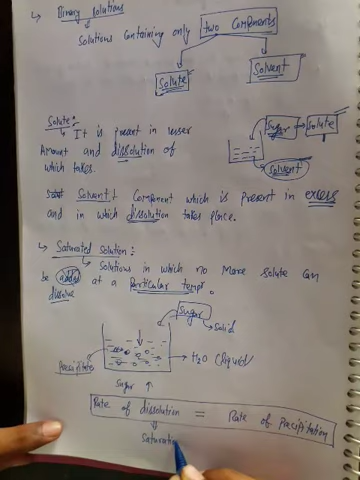 ↳ Binary solutions
Solutions containing only two components
Solute
Solvent
Solute:
↳ It is present in lesser
Amount and dissolution of
which takes.
Sugar → Solute
Solvent
Solvent: Component which is present in excess
and in which dissolution takes place.
↳ Saturated Solution:
↳ Solutions in which no more solute can
be added at a particular tempr.
dissolve
Sugar
→ Solid
Precipitates
→ H2O (liquid)
Sugar ↑
Rate of dissolution = Rate of Precipitation
⇓